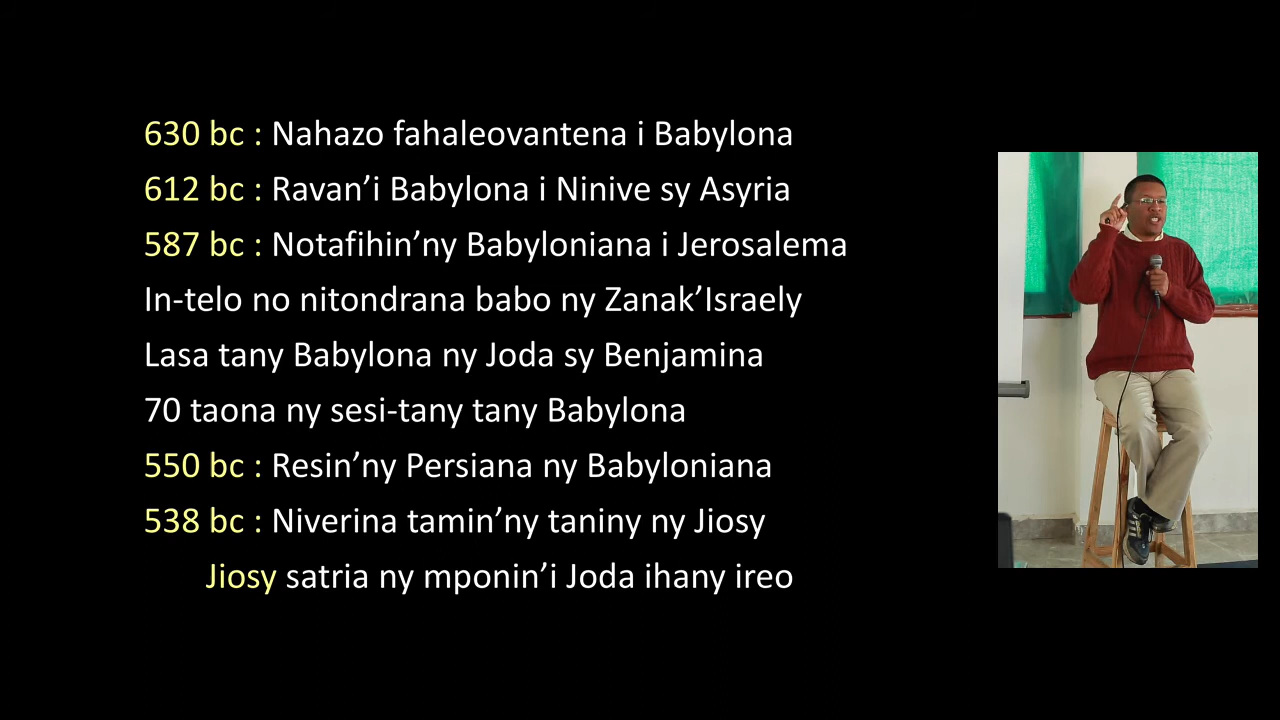 630 bc : Nahazo fahaleovantena i Babylona
612 bc : Ravan’i Babylona i Ninive sy Asyria
587 bc : Notafihin’ny Babyloniana i Jerosalema
In-telo no nitondrana babo ny Zanak’Israely
Lasa tany Babylona ny Joda sy Benjamina
70 taona ny sesi-tany tany Babylona
550 bc : Resin’ny Persiana ny Babyloniana
538 bc : Niverina tamin’ny taniny ny Jiosy
Jiosy satria ny mponin’i Joda ihany ireo